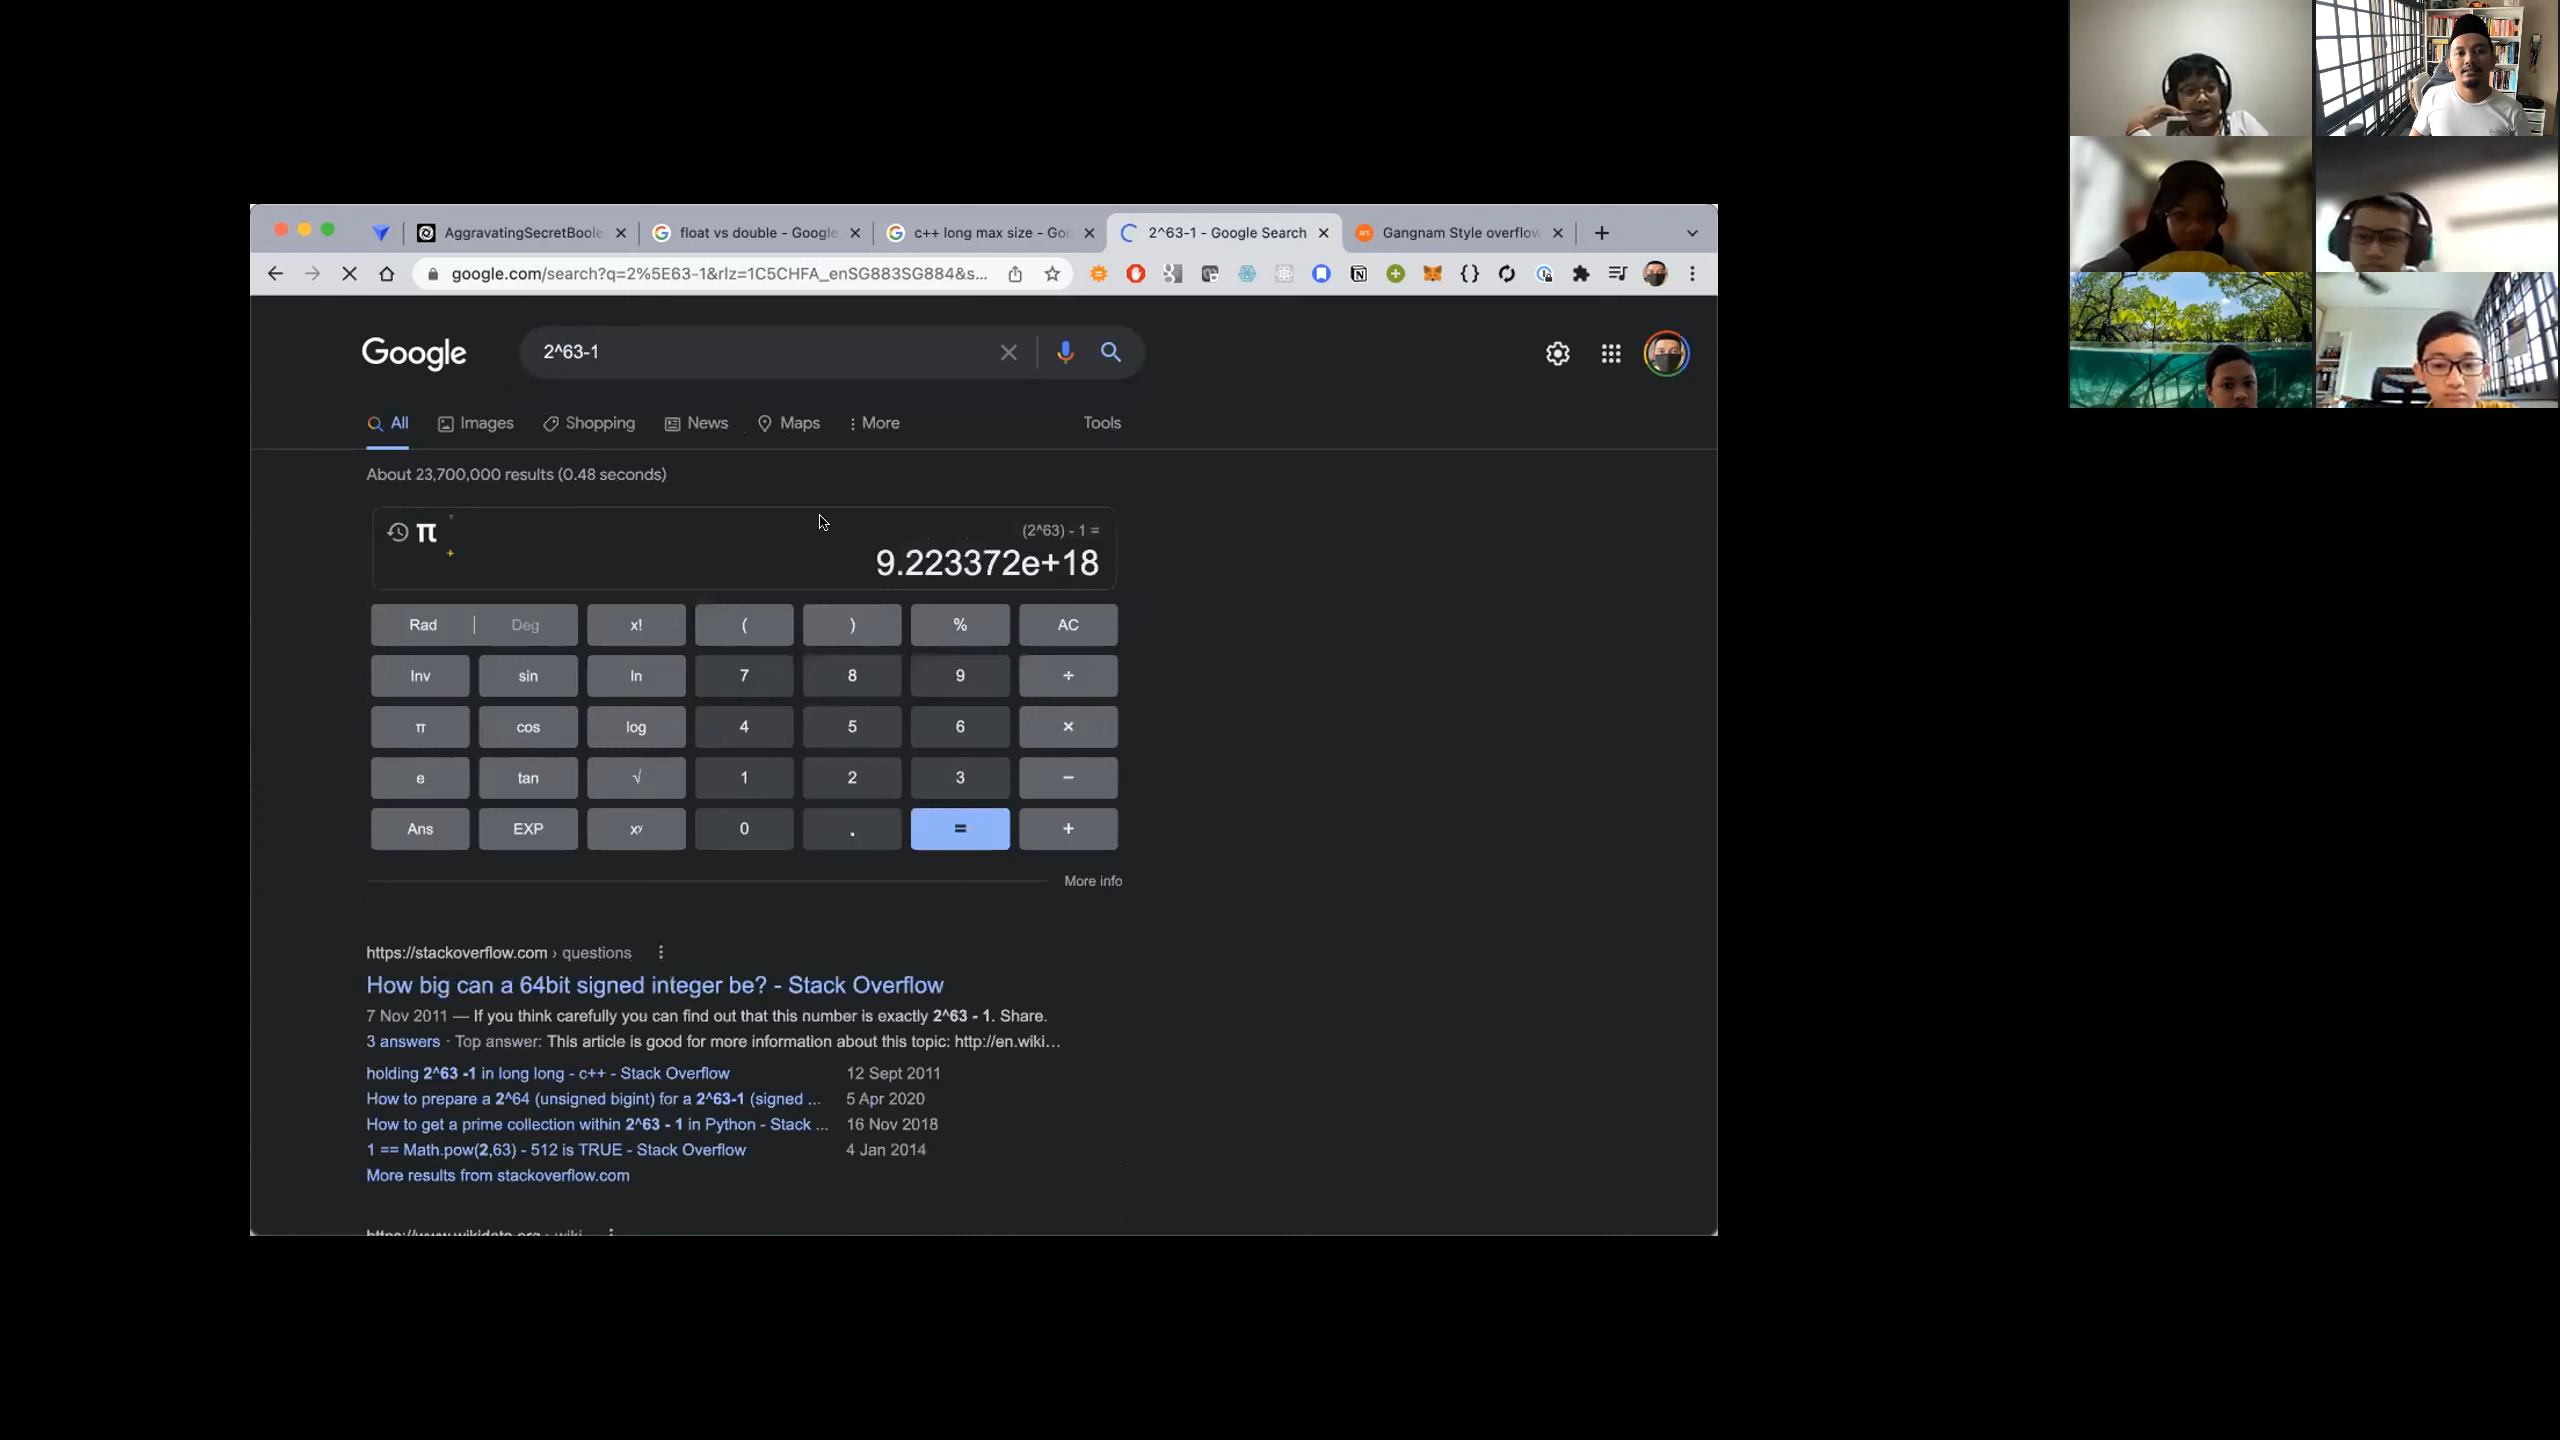 AggravatingSecretBoole
float vs double - Google
c++ long max size - Goo
2^63-1 - Google Search
Gangnam Style overflow
google.com/search?q=2%5E63-1&rlz=1C5CHFA_enSG883SG884&s...
Google
2^63-1
All
Images
Shopping
News
Maps
More
Tools
About 23,700,000 results (0.48 seconds)
π
(2^63) - 1 =
9.223372e+18
Rad | Deg x! ( ) % AC
Inv sin ln 7 8 9 ÷
π cos log 4 5 6 ×
e tan √ 1 2 3 −
Ans EXP xʸ 0 . = +
More info
https://stackoverflow.com › questions
How big can a 64bit signed integer be? - Stack Overflow
7 Nov 2011 — If you think carefully you can find out that this number is exactly 2^63 - 1. Share.
3 answers · Top answer: This article is good for more information about this topic: http://en.wiki…
holding 2^63 -1 in long long - c++ - Stack Overflow 12 Sept 2011
How to prepare a 2^64 (unsigned bigint) for a 2^63-1 (signed ... 5 Apr 2020
How to get a prime collection within 2^63 - 1 in Python - Stack ... 16 Nov 2018
1 == Math.pow(2,63) - 512 is TRUE - Stack Overflow 4 Jan 2014
More results from stackoverflow.com